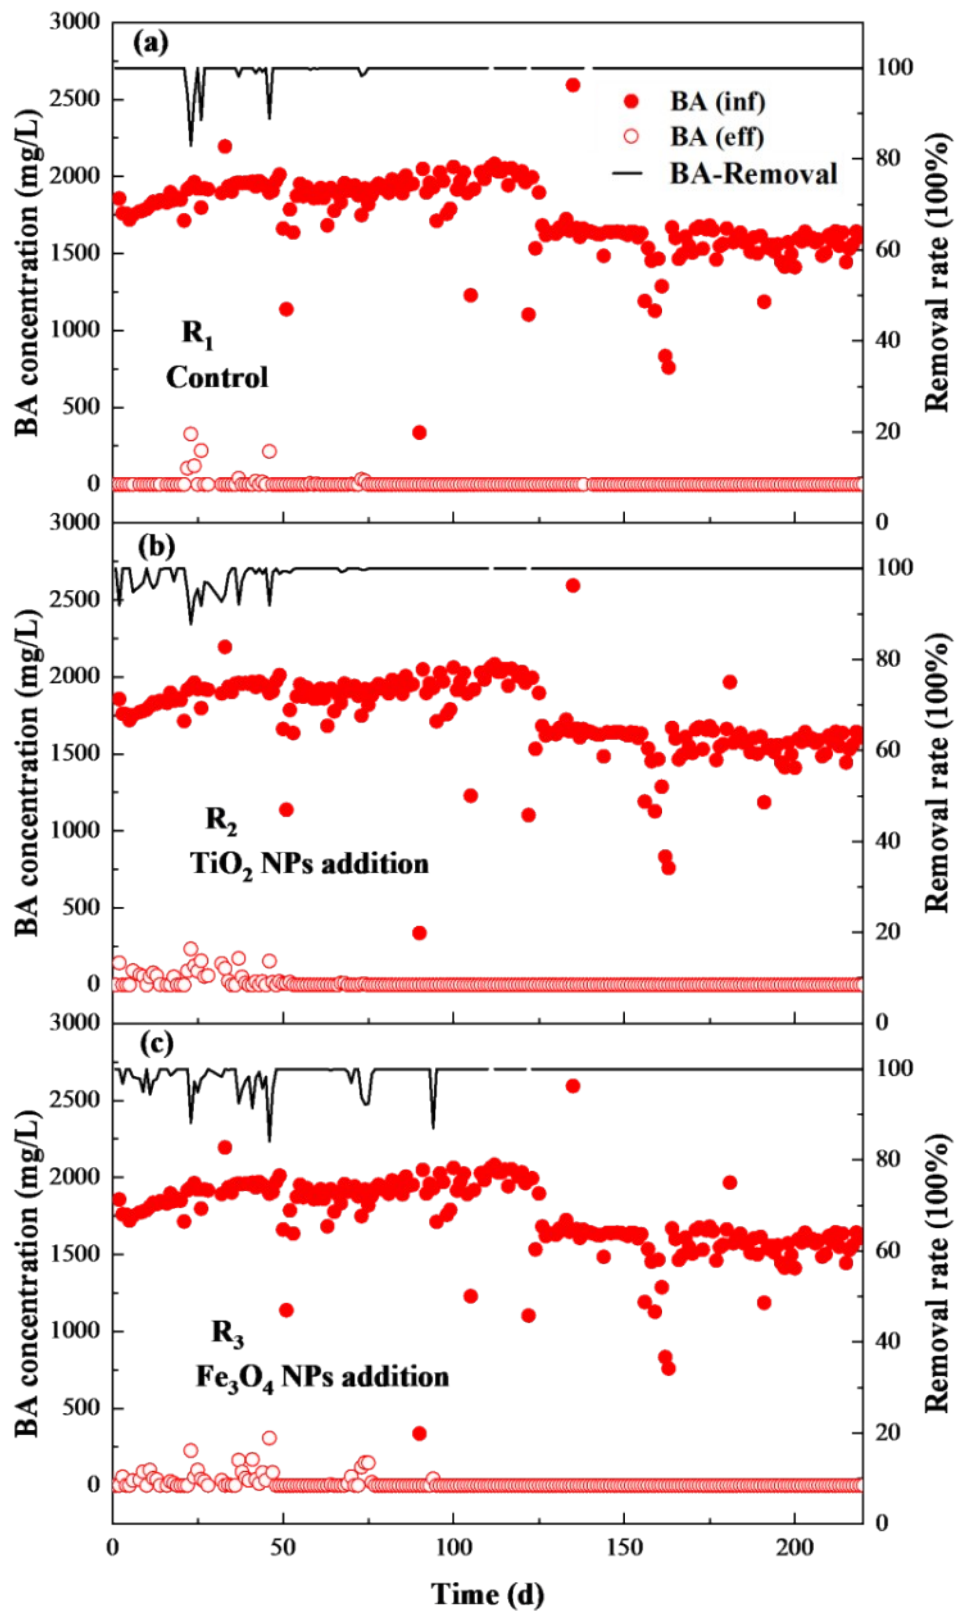 (a)
3000
2500
2000
1500
1000
500
0
BA concentration (mg/L)
100
80
60
40
20
0
Removal rate (100%)
BA (inf)
BA (eff)
BA-Removal
R₁
Control
(b)
3000
2500
2000
1500
1000
500
0
BA concentration (mg/L)
100
80
60
40
20
0
Removal rate (100%)
R₂
TiO₂ NPs addition
(c)
3000
2500
2000
1500
1000
500
0
BA concentration (mg/L)
100
80
60
40
20
0
Removal rate (100%)
R₃
Fe₃O₄ NPs addition
0 50 100 150 200
Time (d)